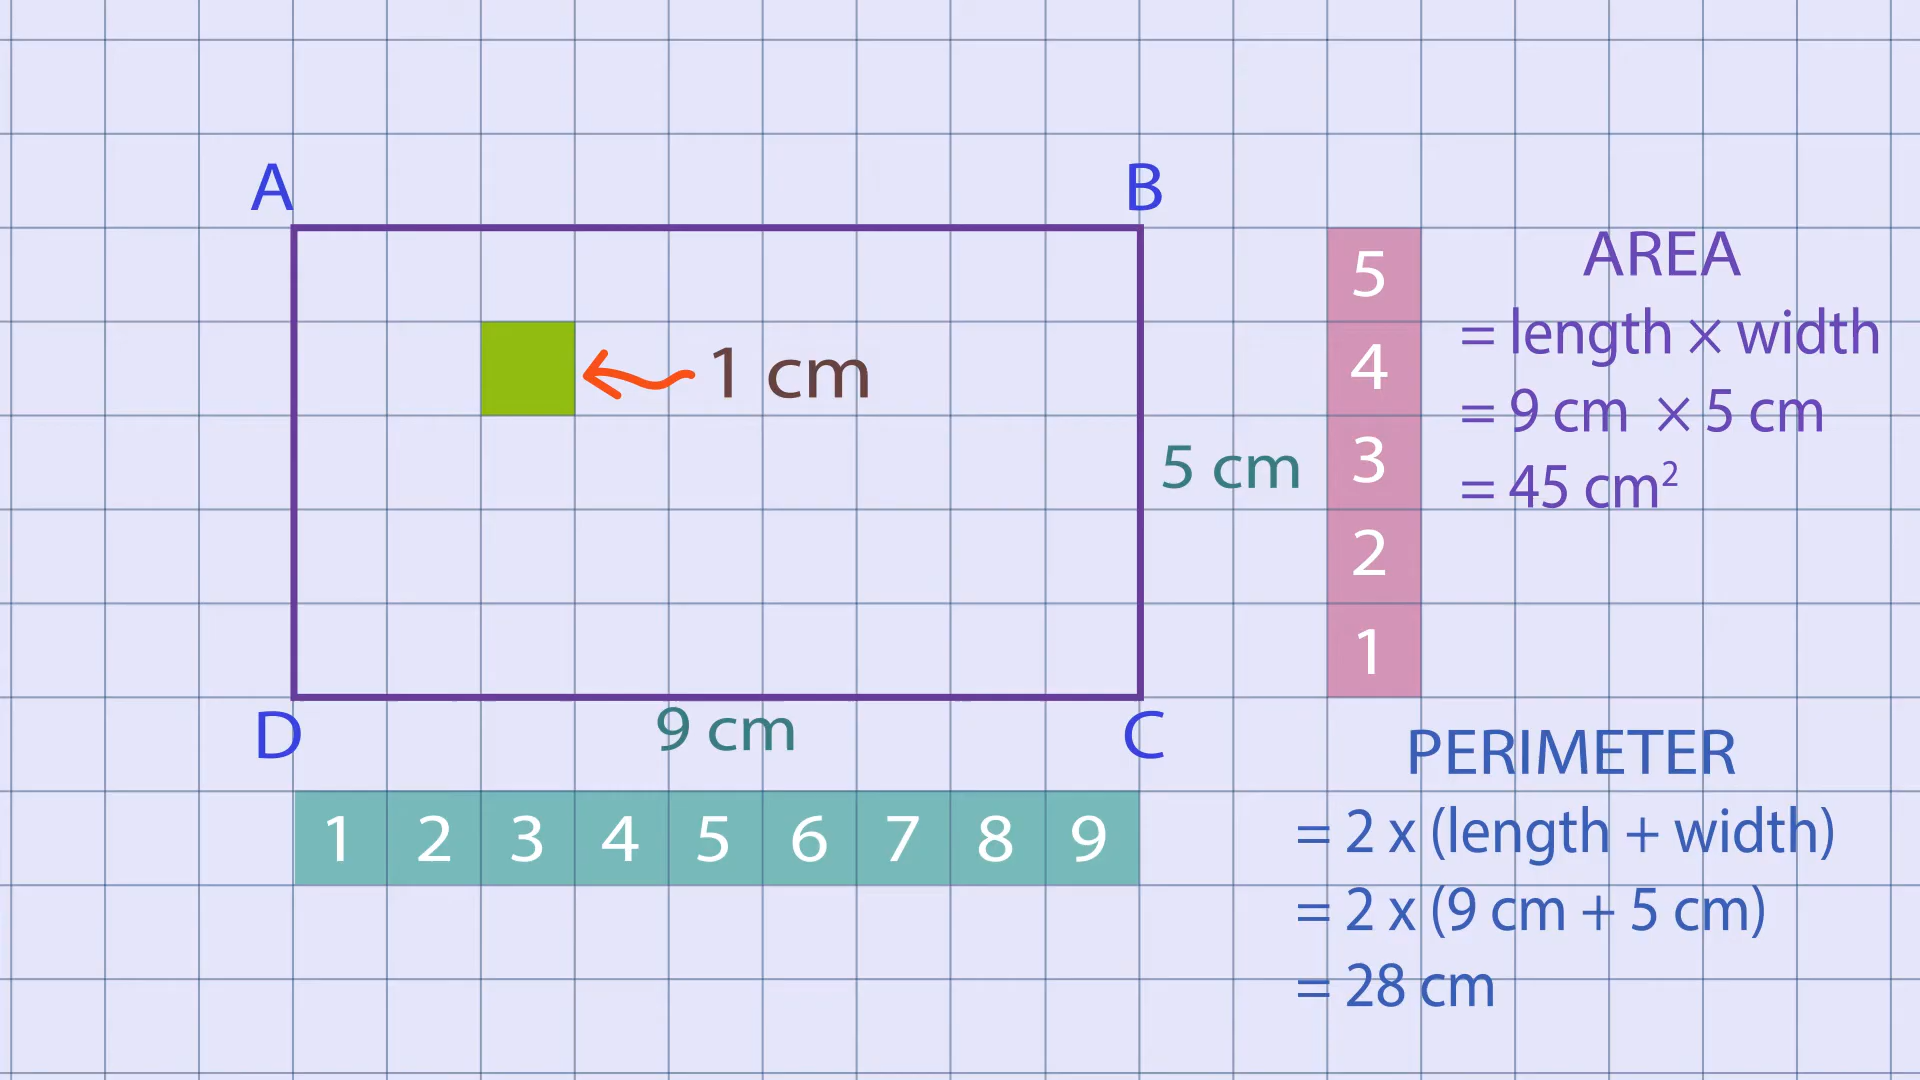 A
B
1 cm
5 cm
D
9 cm
C
1 2 3 4 5 6 7 8 9
5
4
3
2
1
AREA
= length × width
= 9 cm × 5 cm
= 45 cm²
PERIMETER
= 2 x (length + width)
= 2 x (9 cm + 5 cm)
= 28 cm